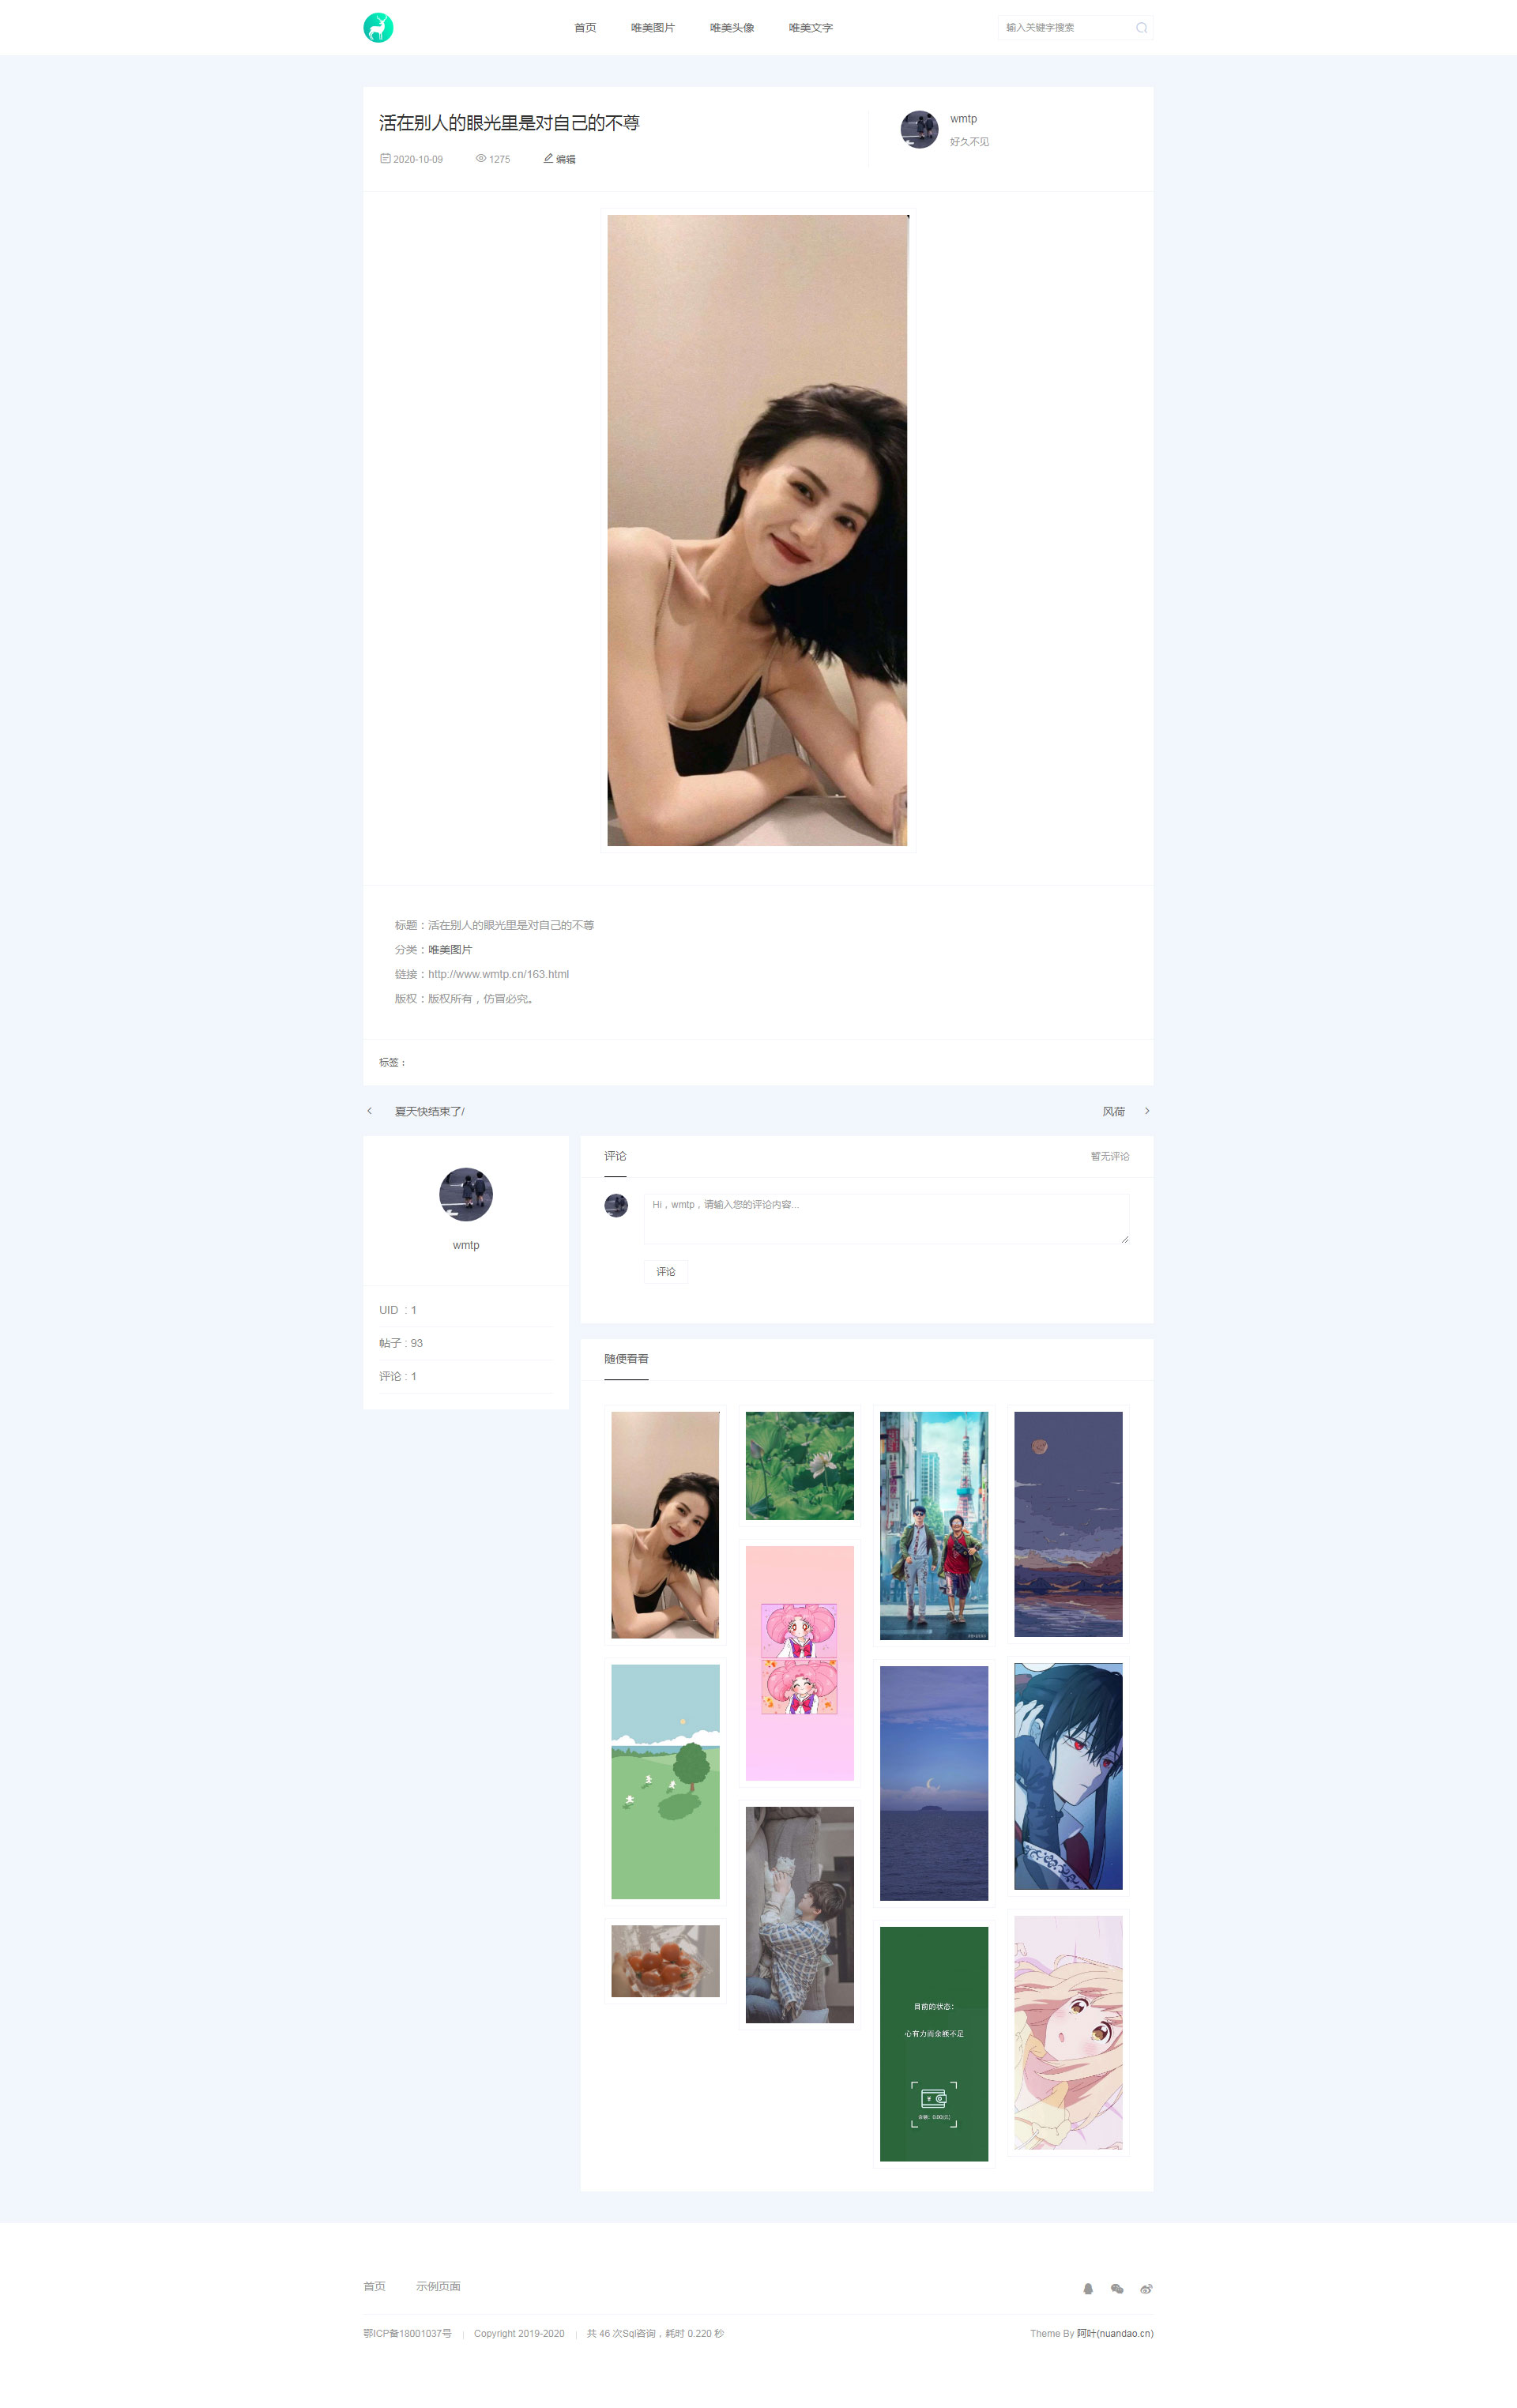 首页 唯美图片 唯美头像 唯美文字 输入关键字搜索
活在别人的眼光里是对自己的不尊
2020-10-09 1275 编辑
wmtp
好久不见
标题：活在别人的眼光里是对自己的不尊
分类：唯美图片
链接：http://www.wmtp.cn/163.html
版权：版权所有，仿冒必究。
标签：
夏天快结束了/ 风荷
wmtp
UID ：1
帖子 : 93
评论 : 1
评论 暂无评论
Hi，wmtp，请输入您的评论内容...
评论
随便看看
目前的状态：
心有力而余额不足
首页 示例页面
鄂ICP备18001037号 | Copyright 2019-2020 | 共 46 次Sql咨询，耗时 0.220 秒 Theme By 阿叶(nuandao.cn)